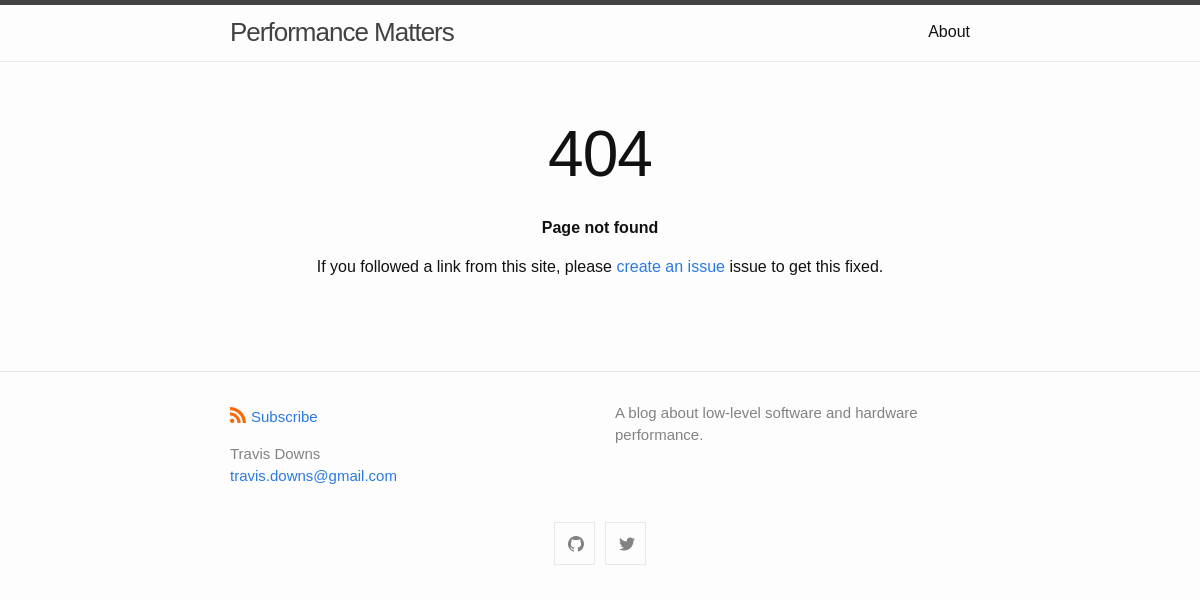 Performance Matters
About
404
Page not found
If you followed a link from this site, please create an issue issue to get this fixed.
Subscribe
Travis Downs
travis.downs@gmail.com
A blog about low-level software and hardware
performance.